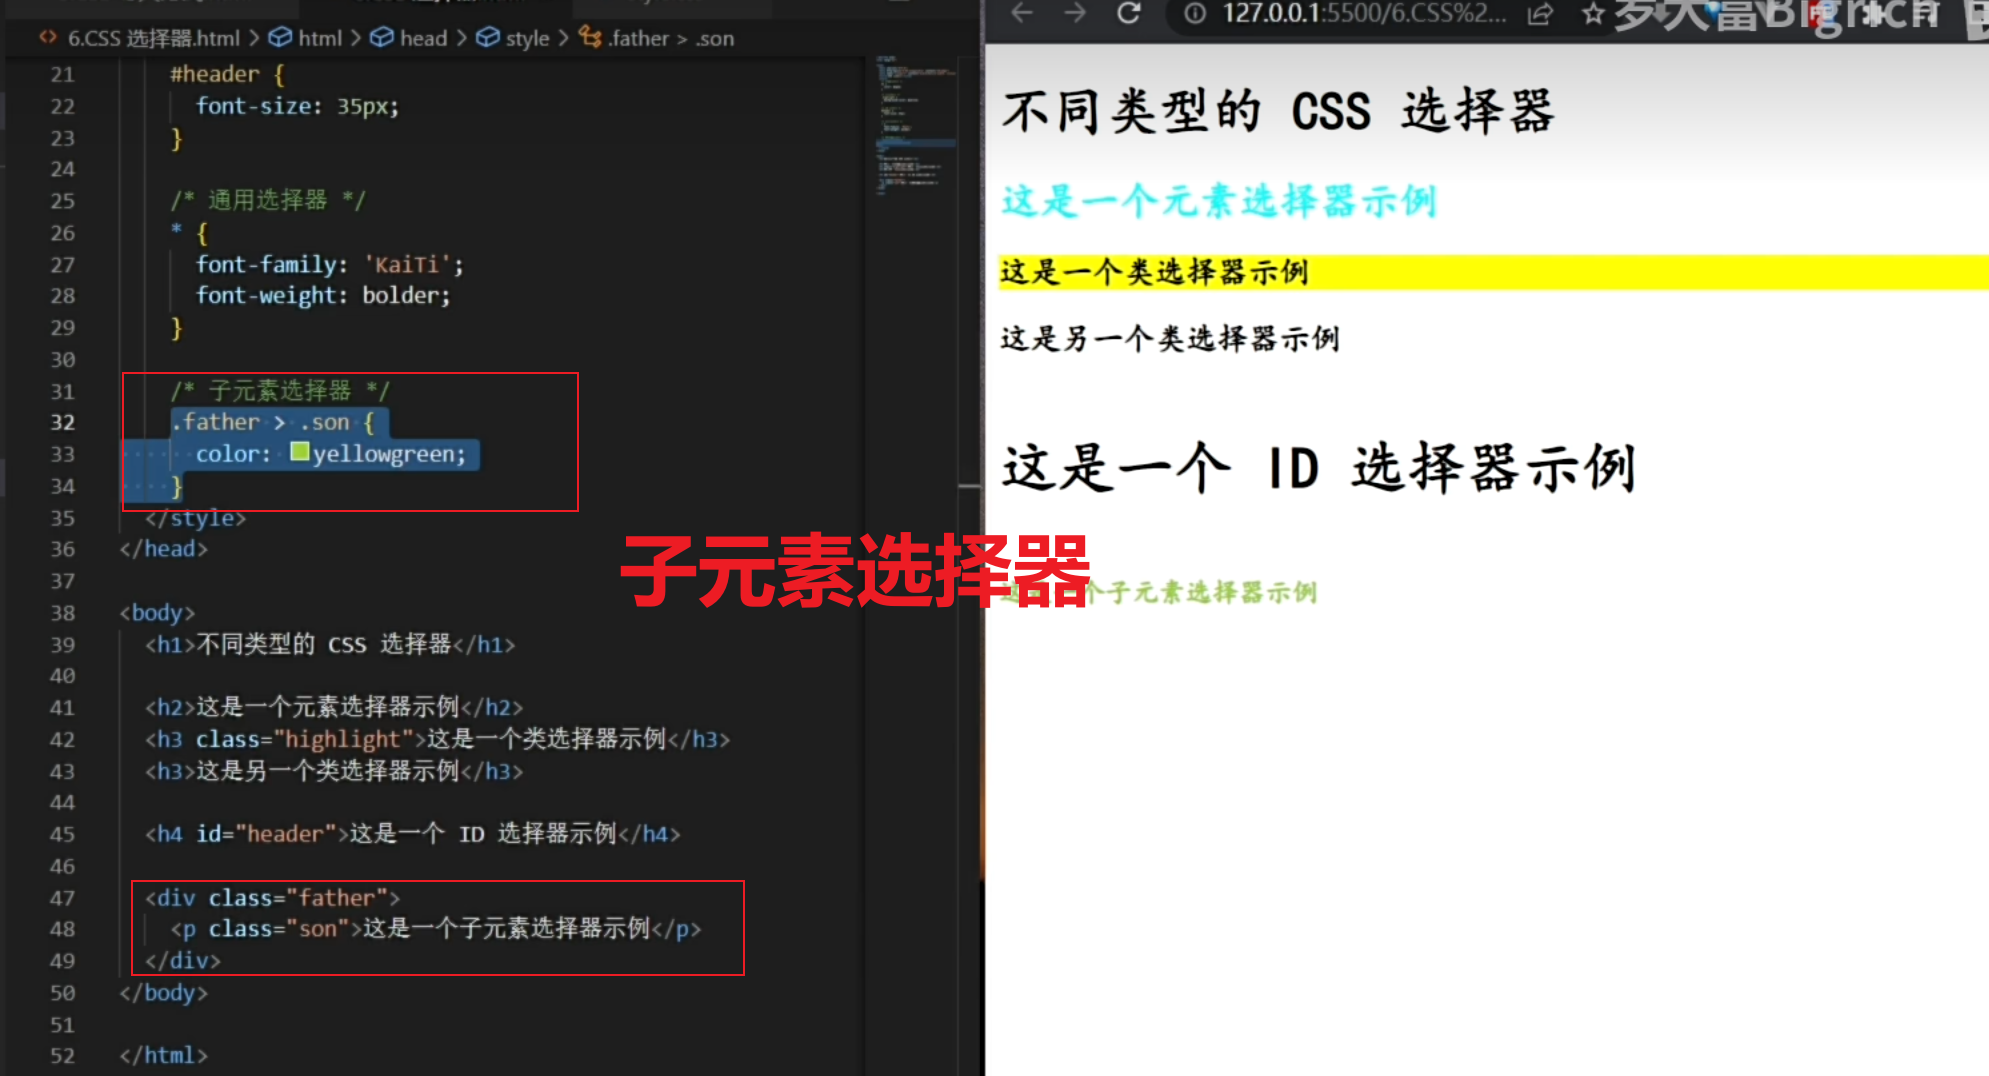 6.CSS 选择器.html > html > head > style > .father > .son
21 #header {
22 font-size: 35px;
23 }
24
25 /* 通用选择器 */
26 * {
27 font-family: 'KaiTi';
28 font-weight: bolder;
29 }
30
31 /* 子元素选择器 */
32 .father > .son {
33 color: yellowgreen;
34 }
35 </style>
36 </head>
37
38 <body>
39 <h1>不同类型的 CSS 选择器</h1>
40
41 <h2>这是一个元素选择器示例</h2>
42 <h3 class="highlight">这是一个类选择器示例</h3>
43 <h3>这是另一个类选择器示例</h3>
44
45 <h4 id="header">这是一个 ID 选择器示例</h4>
46
47 <div class="father">
48 <p class="son">这是一个子元素选择器示例</p>
49 </div>
50 </body>
51
52 </html>
子元素选择器
127.0.0.1:5500/6.CSS%2...
罗大富Bigrich
不同类型的 CSS 选择器
这是一个元素选择器示例
这是一个类选择器示例
这是另一个类选择器示例
这是一个 ID 选择器示例
个子元素选择器示例